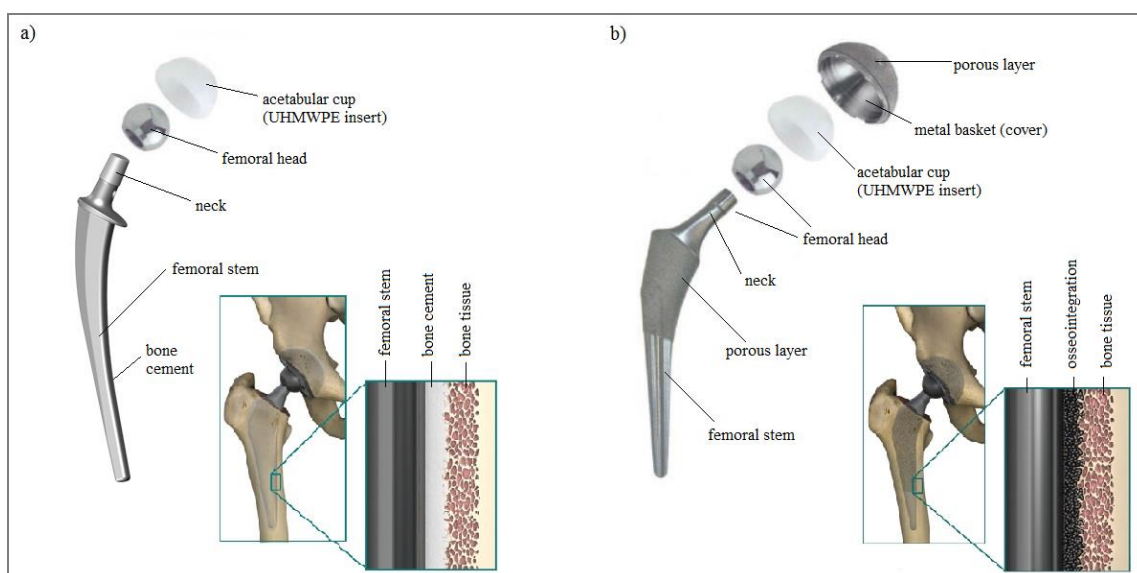 a)
acetabular cup
(UHMWPE insert)
femoral head
neck
femoral stem
bone
cement
femoral stem
bone cement
bone tissue
b)
porous layer
metal basket (cover)
acetabular cup
(UHMWPE insert)
femoral head
neck
porous layer
femoral stem
femoral stem
osseointegration
bone tissue